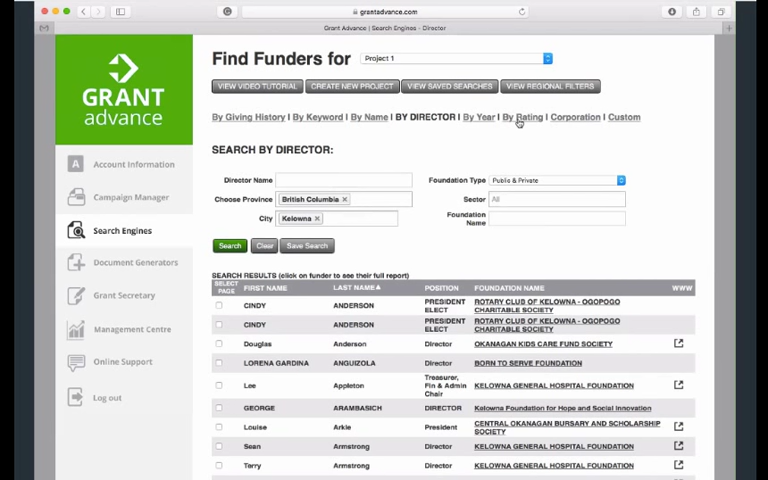 grantadvance.com
Grant Advance | Search Engines - Director
GRANT
advance
A Account Information
Campaign Manager
Search Engines
Document Generators
Grant Secretary
Management Centre
Online Support
Log out
Find Funders for Project 1
VIEW VIDEO TUTORIAL CREATE NEW PROJECT VIEW SAVED SEARCHES VIEW REGIONAL FILTERS
By Giving History I By Keyword I By Name I BY DIRECTOR I By Year I By Rating I Corporation I Custom
SEARCH BY DIRECTOR:
Director Name Foundation Type Public & Private
Choose Province British Columbia × Sector All
City Kelowna × Foundation Name
Search Clear Save Search
SEARCH RESULTS (click on funder to see their full report)
SELECT PAGE FIRST NAME LAST NAME▲ POSITION FOUNDATION NAME WWW
CINDY ANDERSON PRESIDENT ELECT ROTARY CLUB OF KELOWNA - OGOPOGO CHARITABLE SOCIETY
CINDY ANDERSON PRESIDENT ELECT ROTARY CLUB OF KELOWNA - OGOPOGO CHARITABLE SOCIETY
Douglas Anderson Director OKANAGAN KIDS CARE FUND SOCIETY
LORENA GARDINA ANGUIZOLA Director BORN TO SERVE FOUNDATION
Lee Appleton Treasurer, Fin & Admin Chair KELOWNA GENERAL HOSPITAL FOUNDATION
GEORGE ARAMBASICH DIRECTOR Kelowna Foundation for Hope and Social Innovation
Louise Arkle President CENTRAL OKANAGAN BURSARY AND SCHOLARSHIP SOCIETY
Sean Armstrong Director KELOWNA GENERAL HOSPITAL FOUNDATION
Terry Armstrong Director KELOWNA GENERAL HOSPITAL FOUNDATION